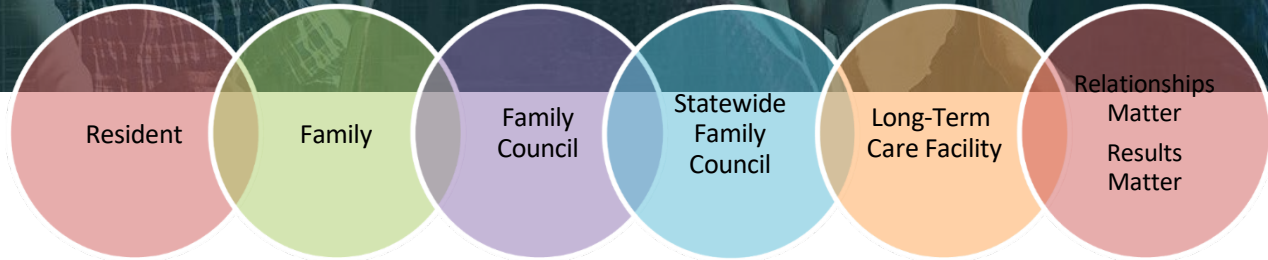 Resident
Family
Family
Council
Statewide
Family
Council
Long-Term
Care Facility
Relationships
Matter
Results
Matter